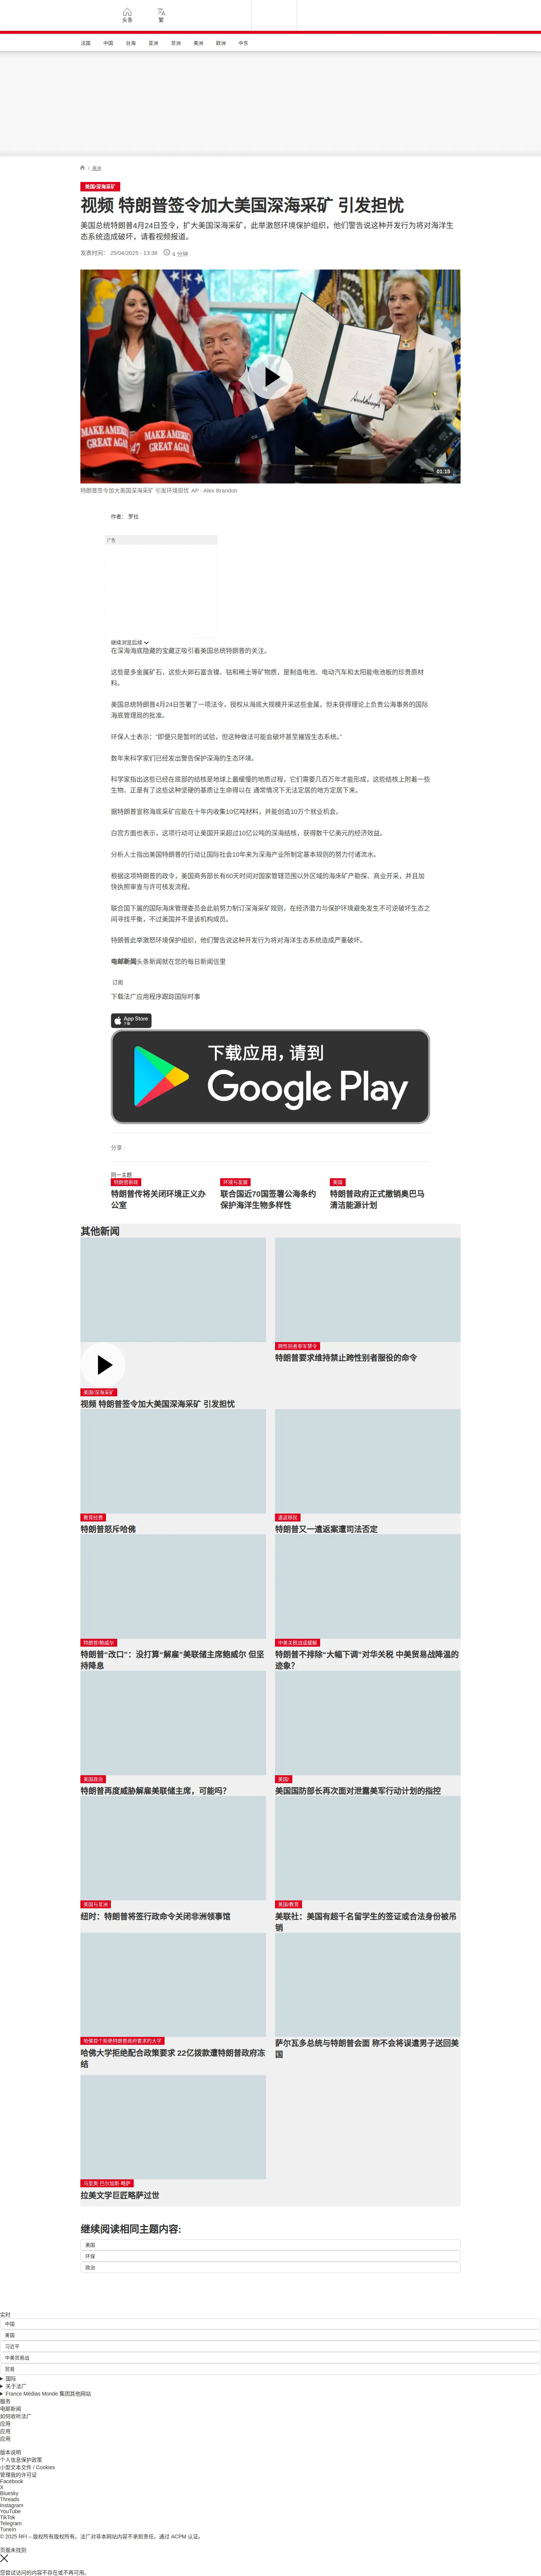 头条
繁
法国
中国
台海
亚洲
非洲
美洲
欧洲
中东
/ 美洲
美国/深海采矿
视频 特朗普签令加大美国深海采矿 引发担忧
美国总统特朗普4月24日签令，扩大美国深海采矿，此举激怒环境保护组织，他们警告说这种开发行为将对海洋生
态系统造成破坏，请看视频报道。
发表时间： 25/04/2025 - 13:38
4 分钟
MAKE
AMERICA
GREAT AGAIN
01:15
特朗普签令加大美国深海采矿 引发环境担忧 AP - Alex Brandon
作者： 罗拉
广告
继续浏览后续
在深海海底隐藏的宝藏正吸引着美国总统特朗普的关注。
这些是多金属矿石，这些大卵石富含镍、钴和稀土等矿物质，是制造电池、电动汽车和太阳能电池板的珍贵原材
料。
美国总统特朗普4月24日签署了一项法令，授权从海底大规模开采这些金属，但未获得理论上负责公海事务的国际
海底管理局的批准。
环保人士表示：“即便只是暂时的试验，但这种做法可能会破坏甚至摧毁生态系统。”
数年来科学家们已经发出警告保护深海的生态环境。
科学家指出这些已经在底部的结核是地球上最缓慢的地质过程，它们需要几百万年才能形成，这些结核上附着一些
生物。正是有了这些这种坚硬的基质让生命得以在 通常情况下无法定居的地方定居下来。
据特朗普宣称海底采矿应能在十年内收集10亿吨材料，并能创造10万个就业机会。
白宫方面也表示，这项行动可让美国开采超过10亿公吨的深海结核，获得数千亿美元的经济效益。
分析人士指出美国特朗普的行动让国际社会10年来为深海产业所制定基本规则的努力付诸流水。
根据这项特朗普的政令，美国商务部长有60天时间对国家管辖范围以外区域的海床矿产勘探、商业开采，并且加
快执照审查与许可核发流程。
联合国下属的国际海床管理委员会此前努力制订深海采矿规则，在经济潜力与保护环境避免发生不可逆破坏生态之
间寻找平衡，不过美国并不是该机构成员。
特朗普此举激怒环境保护组织，他们警告说这种开发行为将对海洋生态系统造成严重破坏。
电邮新闻头条新闻就在您的每日新闻信里
订阅
下载法广应用程序跟踪国际时事
App Store
下载
下载应用，请到
Google Play
分享 :
同一主题
特朗普新政
特朗普传将关闭环境正义办
公室
环境与发展
联合国近70国签署公海条约
保护海洋生物多样性
美国
特朗普政府正式撤销奥巴马
清洁能源计划
其他新闻
美国/深海采矿
视频 特朗普签令加大美国深海采矿 引发担忧
跨性别者参军禁令
特朗普要求维持禁止跨性别者服役的命令
教育经费
特朗普怒斥哈佛
遣返移民
特朗普又一遣返案遭司法否定
特朗普/鲍威尔
特朗普“改口”：没打算“解雇”美联储主席鲍威尔 但坚
持降息
中美关税战或缓解
特朗普不排除“大幅下调”对华关税 中美贸易战降温的
迹象？
美国政治
特朗普再度威胁解雇美联储主席，可能吗？
美国/
美国国防部长再次面对泄露美军行动计划的指控
美国与非洲
纽时：特朗普将签行政命令关闭非洲领事馆
美国/教育
美联社：美国有超千名留学生的签证或合法身份被吊
销
哈佛首个拒绝特朗普政府要求的大学
哈佛大学拒绝配合政策要求 22亿拨款遭特朗普政府冻
结
萨尔瓦多总统与特朗普会面 称不会将误遣男子送回美
国
马里奥·巴尔加斯·略萨
拉美文学巨匠略萨过世
继续阅读相同主题内容:
美国
环保
政治
实时
中国
美国
习近平
中美贸易战
贸易
国际
关于法广
France Médias Monde 集团其他网站
服务
电邮新闻
如何收听法广
应用
应用
应用
版本说明
个人信息保护政策
小型文本文件 / Cookies
管理我的许可证
Facebook
X
Bluesky
Threads
Instagram
YouTube
TikTok
Telegram
TuneIn
© 2025 RFI – 版权所有版权所有。法广对非本网站内容不承担责任。通过 ACPM 认证。
页面未找到
您尝试访问的内容不存在或不再可用。